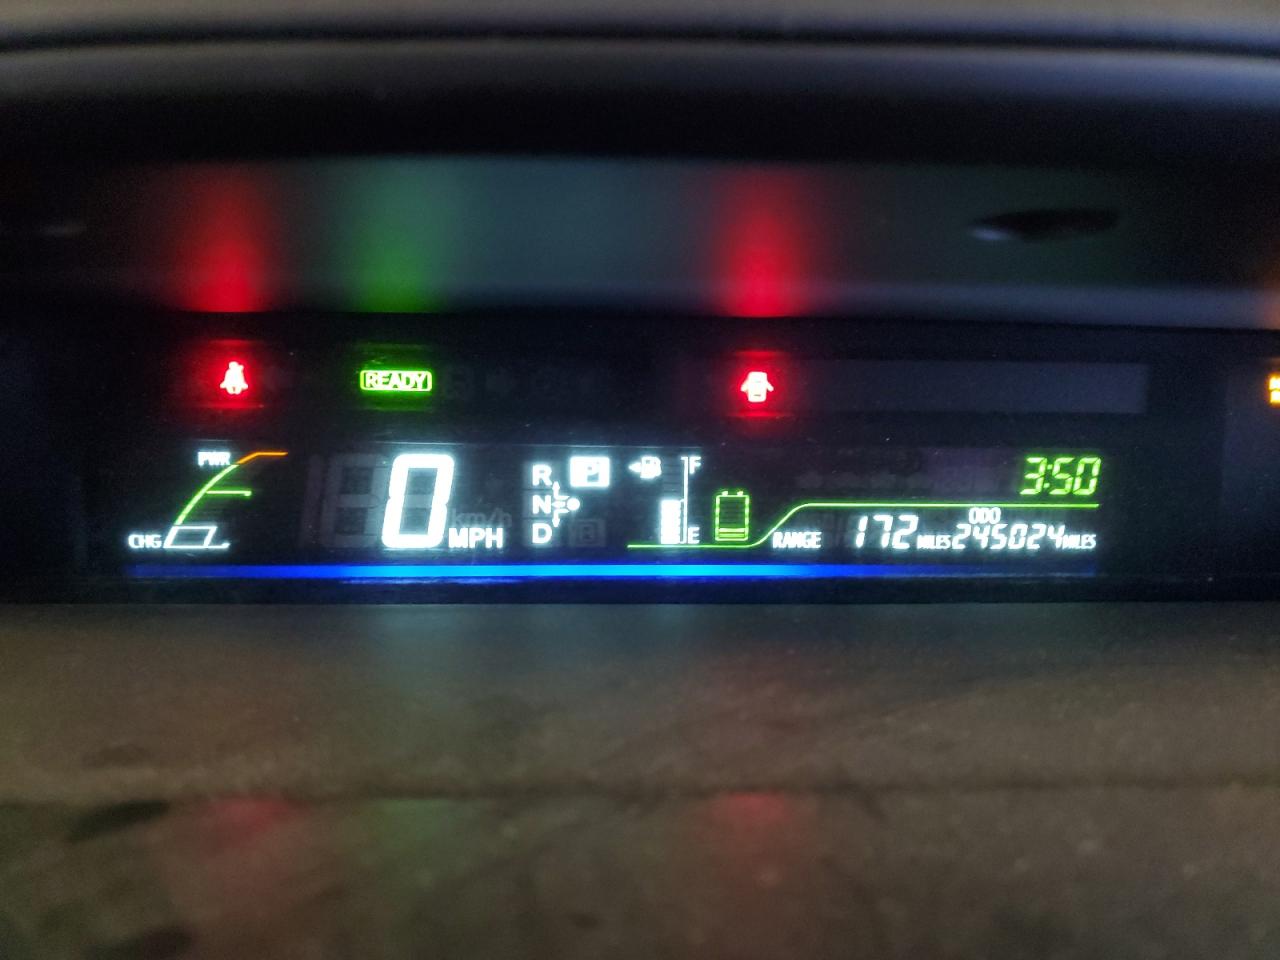 READY
PWR
CHG
0 MPH
R
N
D
P
F
E
3:50
ODO
RANGE 172 MILES 245024 MILES